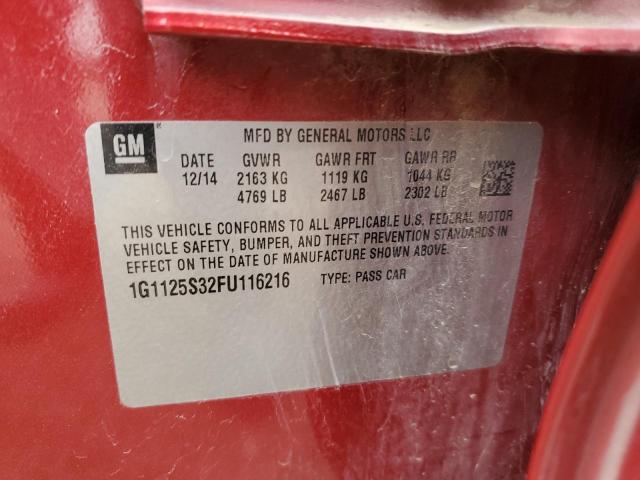 GM
MFD BY GENERAL MOTORS LLC
DATE GVWR GAWR FRT GAWR RR
12/14 2163 KG 1119 KG 1044 KG
4769 LB 2467 LB 2302 LB
THIS VEHICLE CONFORMS TO ALL APPLICABLE U.S. FEDERAL MOTOR
VEHICLE SAFETY, BUMPER, AND THEFT PREVENTION STANDARDS IN
EFFECT ON THE DATE OF MANUFACTURE SHOWN ABOVE.
1G1125S32FU116216 TYPE: PASS CAR